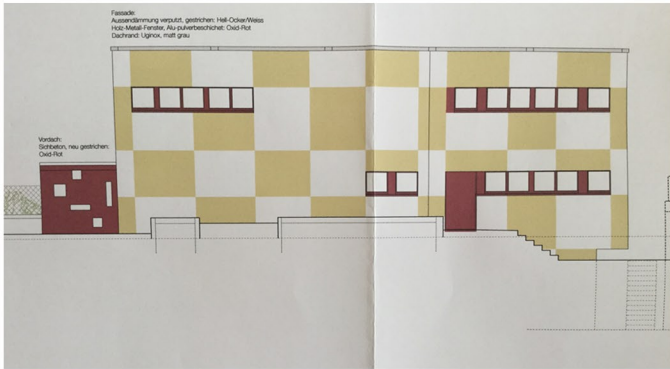 Fassade:
Aussendämmung verputzt, gestrichen: Hell-Ocker/Weiss
Holz-Metall-Fenster, Alu-pulverbeschichet: Oxid-Rot
Dachrand: Uginox, matt grau
Vordach:
Sichtbeton, neu gestrichen:
Oxid-Rot